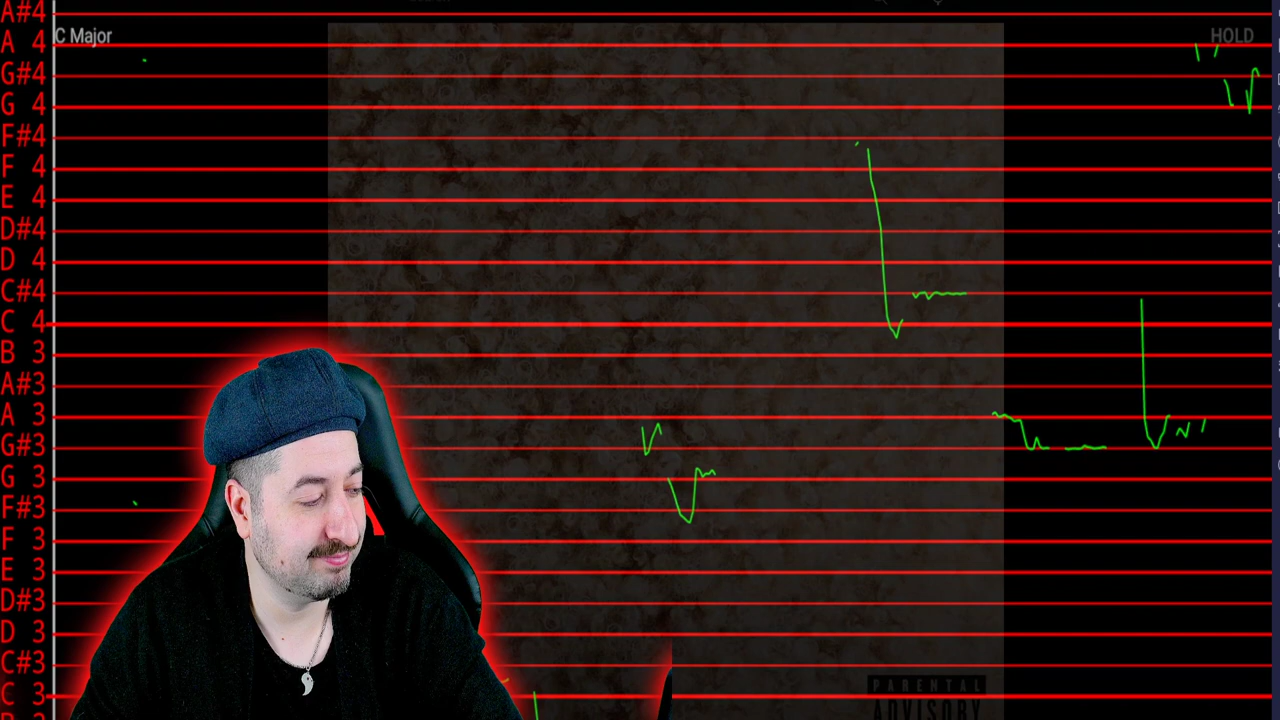 A#4
A 4
C Major
HOLD
G#4
G 4
F#4
F 4
E 4
D#4
D 4
C#4
C 4
B 3
A#3
A 3
G#3
G 3
F#3
F 3
E 3
D#3
D 3
C#3
C 3
PARENTAL
ADVISORY